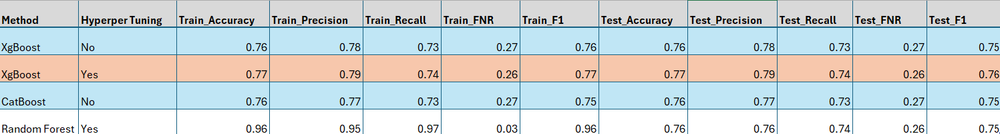 Method Hyperper Tuning Train_Accuracy Train_Precision Train_Recall Train_FNR Train_F1 Test_Accuracy Test_Precision Test_Recall Test_FNR Test_F1
XgBoost No 0.76 0.78 0.73 0.27 0.76 0.76 0.78 0.73 0.27 0.75
XgBoost Yes 0.77 0.79 0.74 0.26 0.77 0.77 0.79 0.74 0.26 0.76
CatBoost No 0.76 0.77 0.73 0.27 0.75 0.76 0.77 0.73 0.27 0.75
Random Forest Yes 0.96 0.95 0.97 0.03 0.96 0.76 0.76 0.74 0.26 0.75